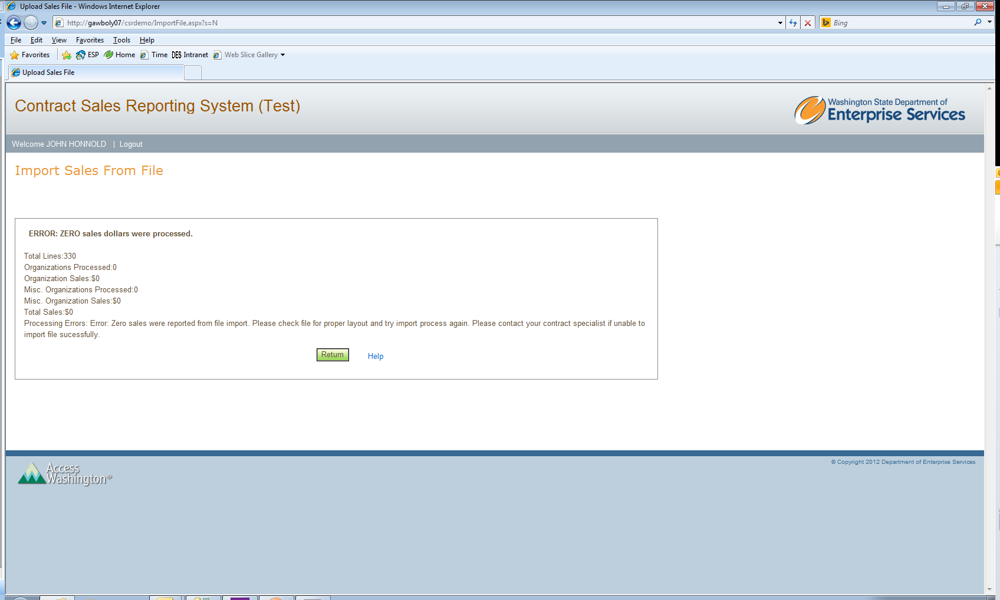 Upload Sales File - Windows Internet Explorer
http://gawboly07/csrdemo/ImportFile.aspx?s=N
Bing
File Edit View Favorites Tools Help
Favorites ESP Home Time DES Intranet Web Slice Gallery
Upload Sales File
Contract Sales Reporting System (Test)
Washington State Department of
Enterprise Services
Welcome JOHN HONNOLD | Logout
Import Sales From File
ERROR: ZERO sales dollars were processed.
Total Lines:330
Organizations Processed:0
Organization Sales:$0
Misc. Organizations Processed:0
Misc. Organization Sales:$0
Total Sales:$0
Processing Errors: Error: Zero sales were reported from file import. Please check file for proper layout and try import process again. Please contact your contract specialist if unable to
import file sucessfully.
Return Help
© Copyright 2012 Department of Enterprise Services
Access
Washington®